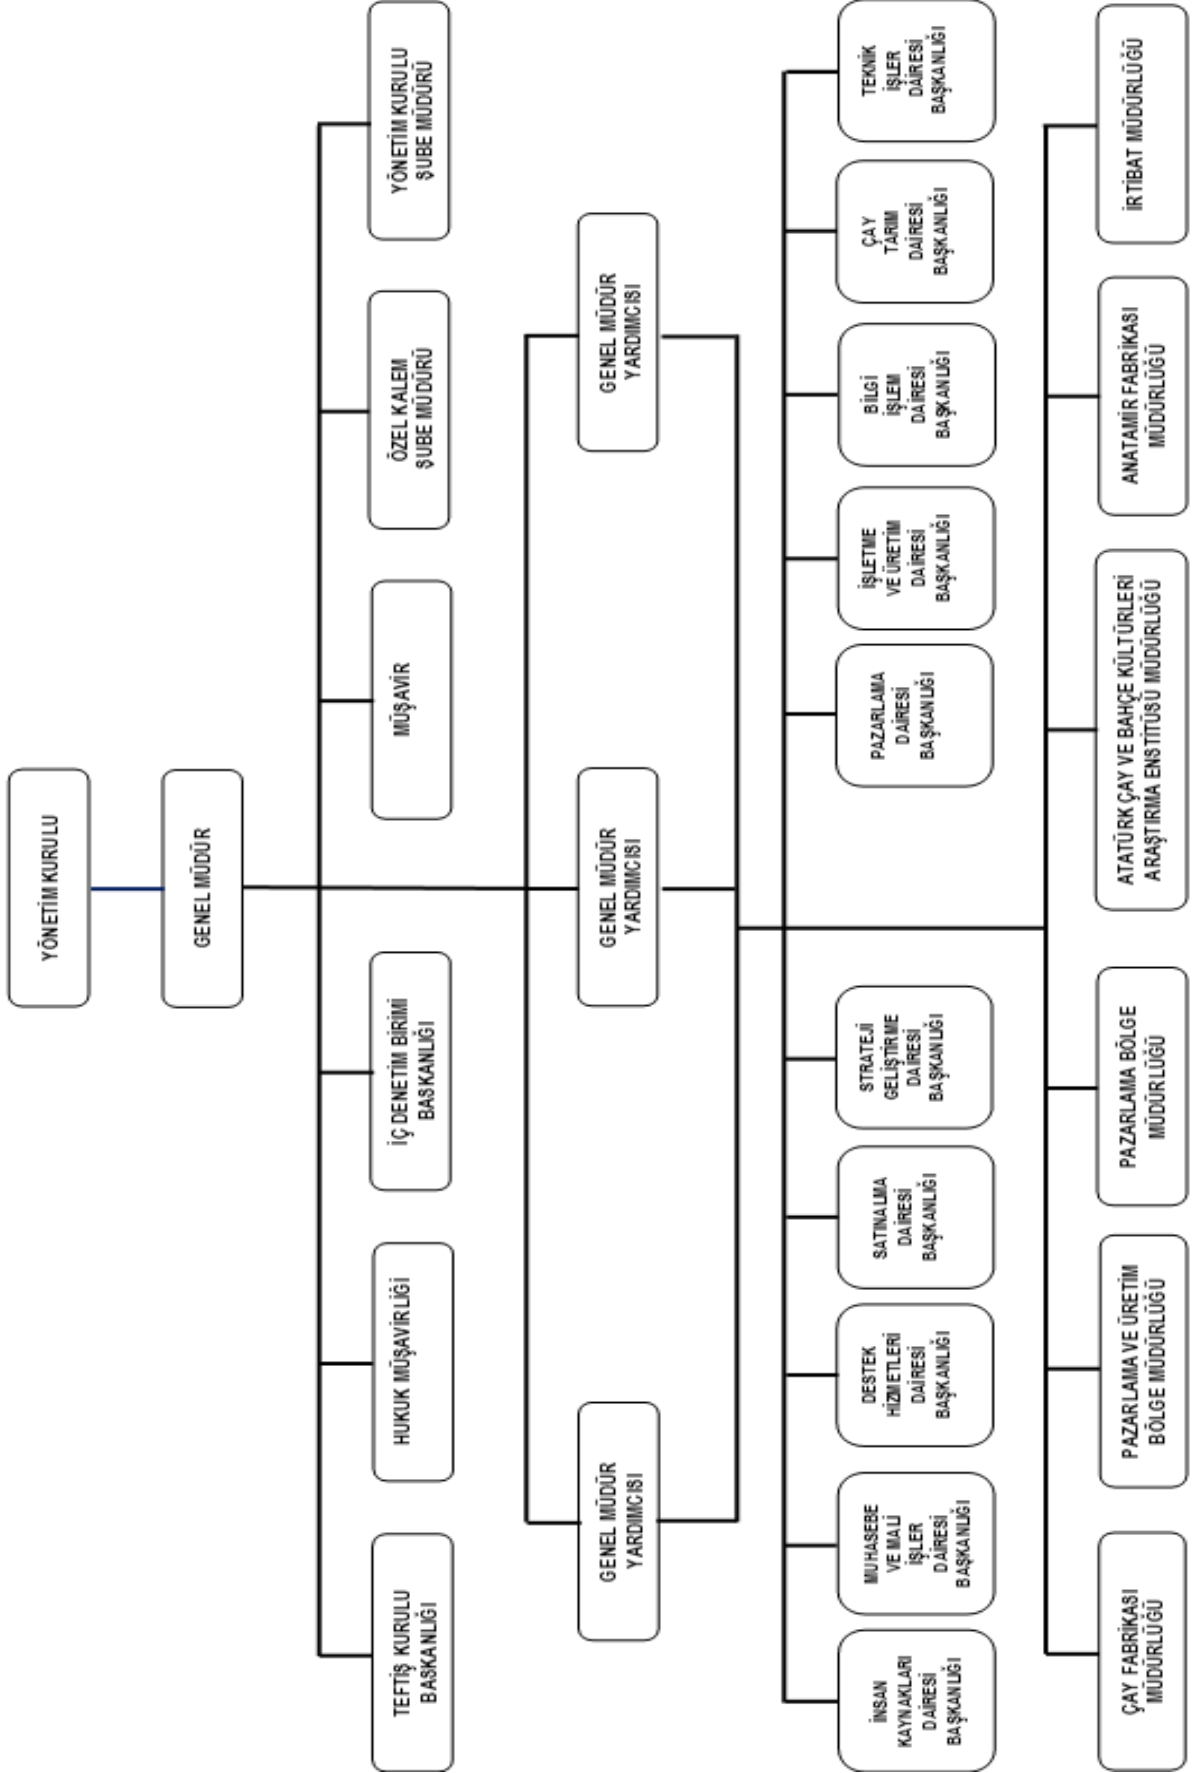 YÖNETİM KURULU
GENEL MÜDÜR
TEFTİŞ KURULU
BASKANLIĞI
HUKUK MÜŞAVİRLİĞİ
İÇ DENETİM BİRİMİ
BASKANLIĞI
MÜŞAVİR
ÖZEL KALEM
ŞUBE MÜDÜRÜ
YÖNETİM KURULU
ŞUBE MÜDÜRÜ
GENEL MÜDÜR
YARDIMCISI
GENEL MÜDÜR
YARDIMCISI
GENEL MÜDÜR
YARDIMCISI
İNSAN
KAYNAKLARI
DAİRESİ
BAŞKANLIĞI
MUHASEBE
VE MALİ
İŞLER
DAİRESİ
BAŞKANLIĞI
DESTEK
HİZMETLERİ
DAİRESİ
BAŞKANLIĞI
SATINALMA
DAİRESİ
BAŞKANLIĞI
STRATEJİ
GELİŞTİRME
DAİRESİ
BAŞKANLIĞI
PAZARLAMA
DAİRESİ
BAŞKANLIĞI
İŞLETME
VE ÜRETİM
DAİRESİ
BAŞKANLIĞI
BİLGİ
İŞLEM
DAİRESİ
BAŞKANLIĞI
ÇAY
TARIM
DAİRESİ
BAŞKANLIĞI
TEKNİK
İŞLER
DAİRESİ
BAŞKANLIĞI
ÇAY FABRİKASI
MÜDÜRLÜĞÜ
PAZARLAMA VE ÜRETİM
BÖLGE MÜDÜRLÜĞÜ
PAZARLAMA BÖLGE
MÜDÜRLÜĞÜ
ATATÜRK ÇAY VE BAHÇE KÜLTÜRLERİ
ARAŞTIRMA ENSTİTÜSÜ MÜDÜRLÜĞÜ
ANATAMİR FABRİKASI
MÜDÜRLÜĞÜ
İRTİBAT MÜDÜRLÜĞÜ